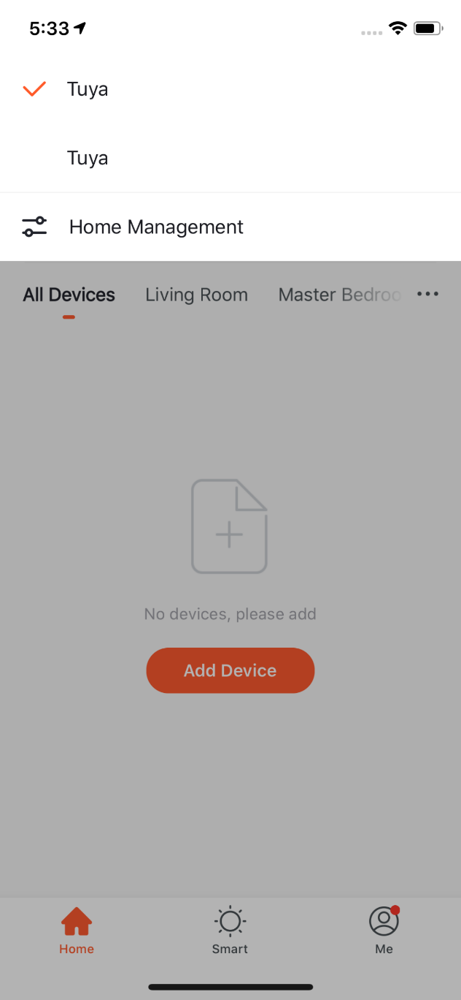 5:33
Tuya
Tuya
Home Management
All Devices Living Room Master Bedroo
No devices, please add
Add Device
Home Smart Me